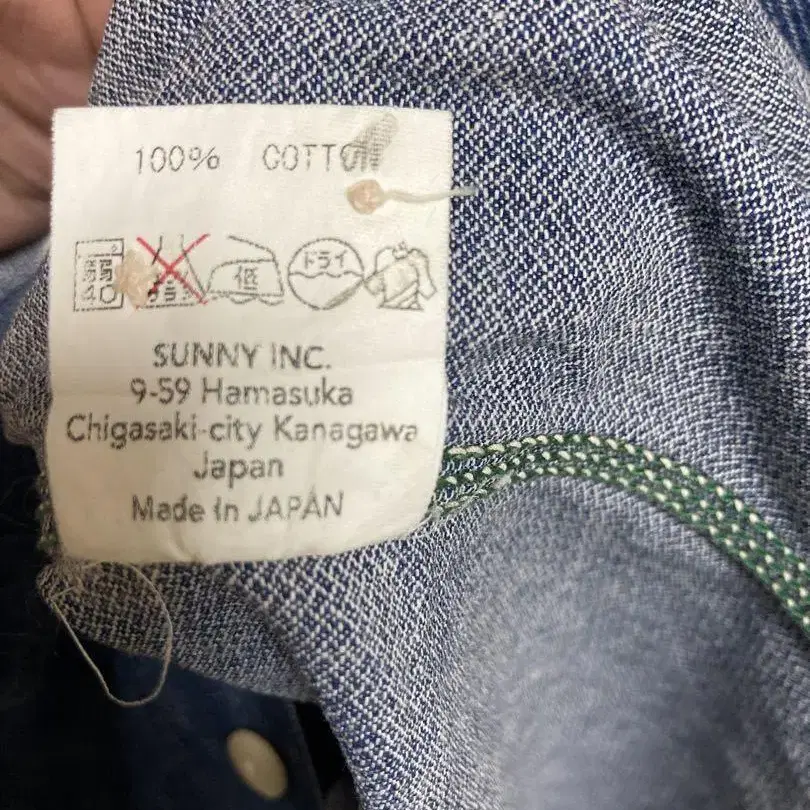 100% COTTON
40 低 ドライ
SUNNY INC.
9-59 Hamasuka
Chigasaki-city Kanagawa
Japan
Made in JAPAN